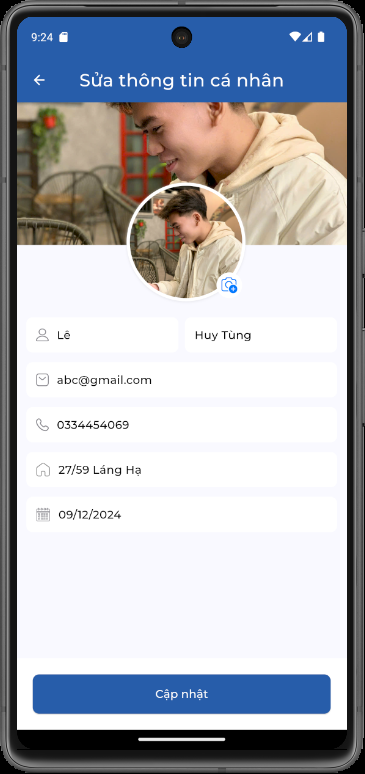 9:24
Sửa thông tin cá nhân
Lê
Huy Tùng
abc@gmail.com
0334454069
27/59 Láng Hạ
09/12/2024
Cập nhật